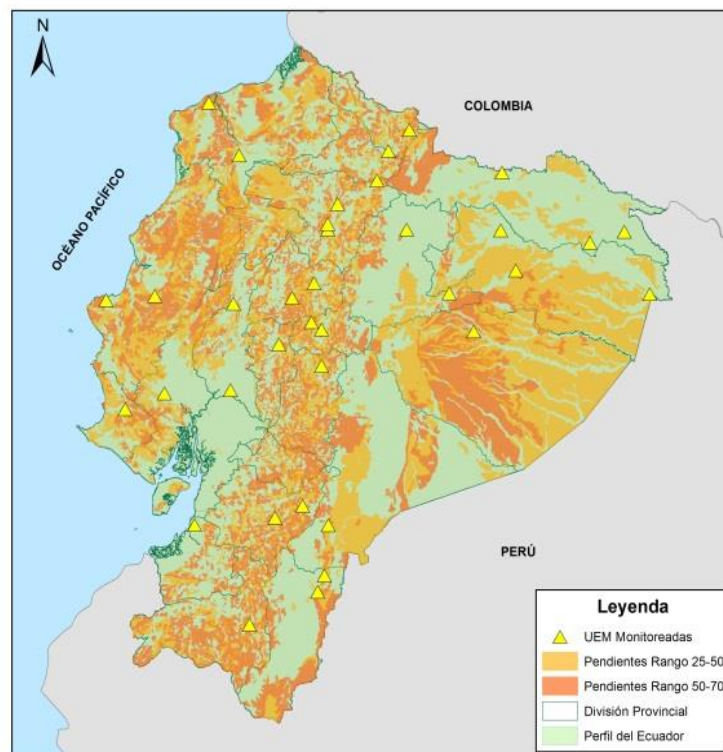 N
COLOMBIA
OCÉANO PACÍFICO
PERÚ
Leyenda
UEM Monitoreadas
Pendientes Rango 25-50
Pendientes Rango 50-70
División Provincial
Perfil del Ecuador